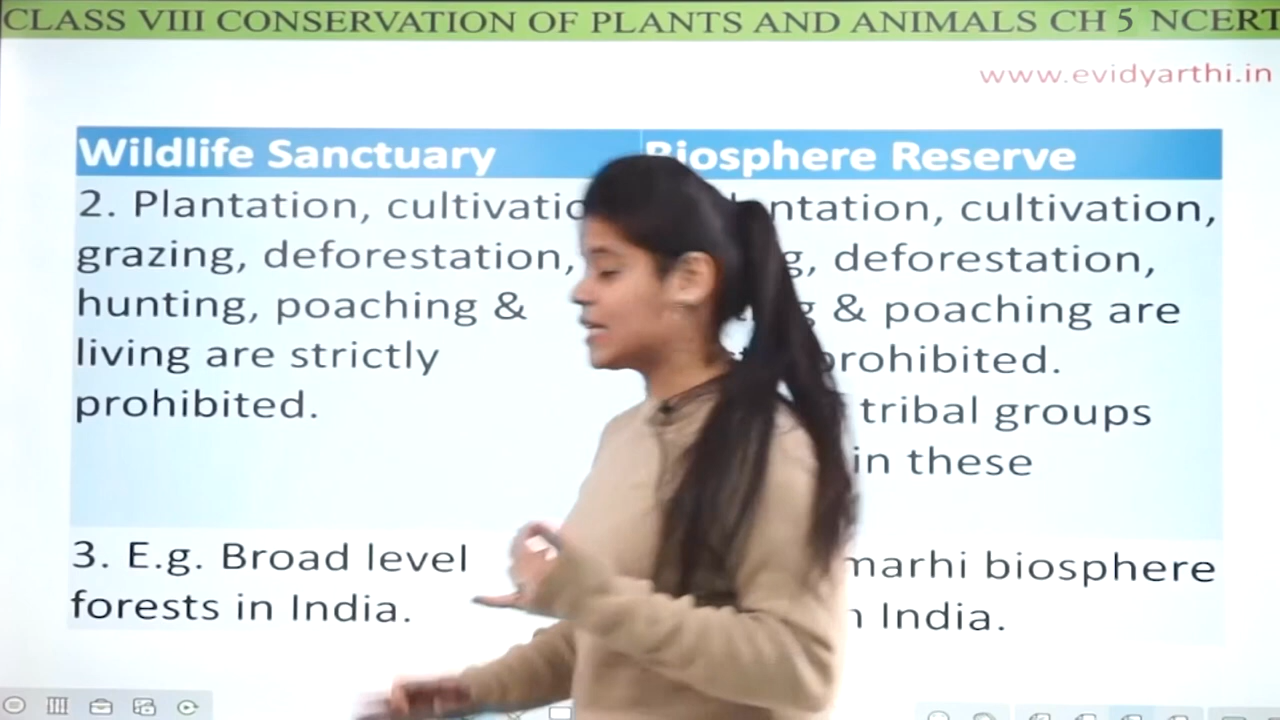 CLASS VIII CONSERVATION OF PLANTS AND ANIMALS CH 5 NCERT
www.evidyarthi.in
Wildlife Sanctuary
2. Plantation, cultivatio
grazing, deforestation,
hunting, poaching &
living are strictly
prohibited.
3. E.g. Broad level
forests in India.
Biosphere Reserve
cultivation,
deforestation,
& poaching are
prohibited.
tribal groups
in these
biosphere
India.